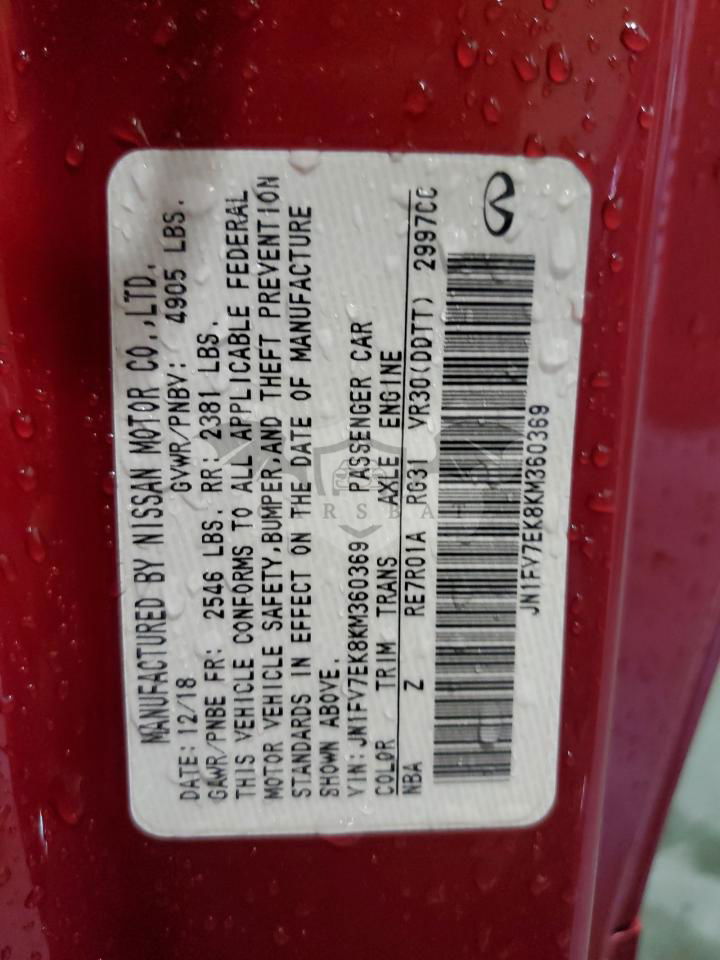 MANUFACTURED BY NISSAN MOTOR CO.,LTD.
DATE: 12/18 GVWR/PNBV: 4905 LBS.
GAWR/PNBE FR: 2546 LBS. RR: 2381 LBS.
THIS VEHICLE CONFORMS TO ALL APPLICABLE FEDERAL
MOTOR VEHICLE SAFETY,BUMPER,AND THEFT PREVENTION
STANDARDS IN EFFECT ON THE DATE OF MANUFACTURE
SHOWN ABOVE.
VIN: JN1FV7EK8KM360369 PASSENGER CAR
COLOR TRIM TRANS AXLE ENGINE
NBA Z RE7R01A RG31 VR30(DDTT) 2997CC
JN1FV7EK8KM360369
CARSBAT